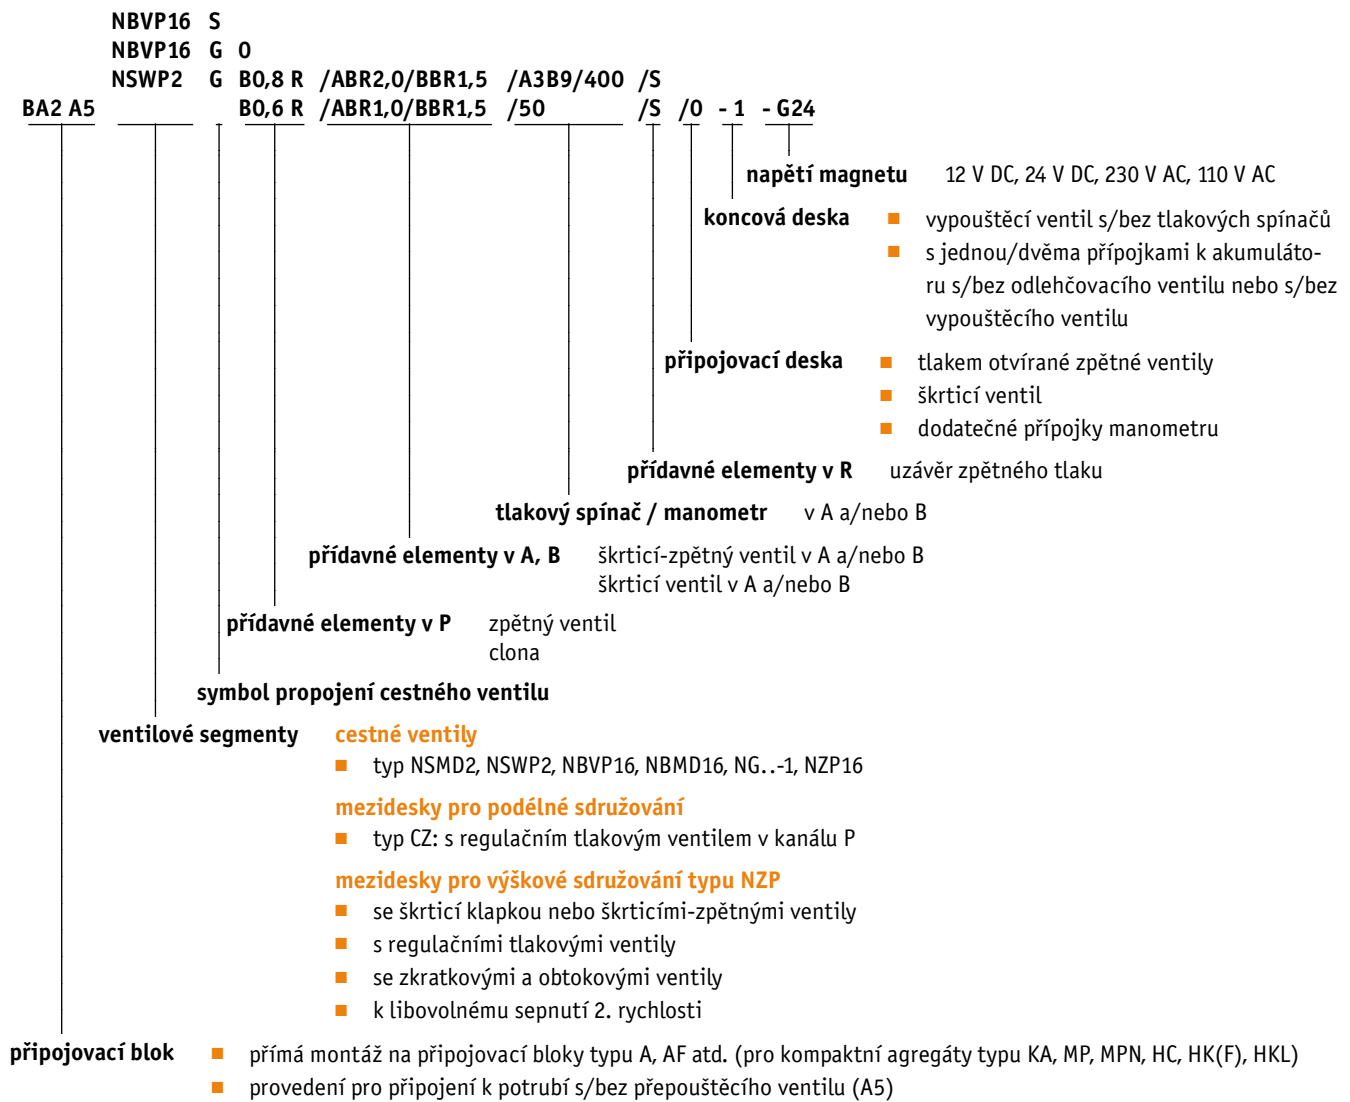 NBVP16 S
NBVP16 G 0
NSWP2 G B0,8 R /ABR2,0/BBR1,5 /A3B9/400 /S
BA2 A5 B0,6 R /ABR1,0/BBR1,5 /50 /S /0 - 1 - G24
napětí magnetu 12 V DC, 24 V DC, 230 V AC, 110 V AC
koncová deska ■ vypouštěcí ventil s/bez tlakových spínačů
■ s jednou/dvěma přípojkami k akumuláto-
ru s/bez odlehčovacího ventilu nebo s/bez
vypouštěcího ventilu
připojovací deska ■ tlakem otvírané zpětné ventily
■ škrticí ventil
■ dodatečné přípojky manometru
přídavné elementy v R uzávěr zpětného tlaku
tlakový spínač / manometr v A a/nebo B
přídavné elementy v A, B škrticí-zpětný ventil v A a/nebo B
škrticí ventil v A a/nebo B
přídavné elementy v P zpětný ventil
clona
symbol propojení cestného ventilu
ventilové segmenty cestné ventily
■ typ NSMD2, NSWP2, NBVP16, NBMD16, NG..-1, NZP16
mezidesky pro podélné sdružování
■ typ CZ: s regulačním tlakovým ventilem v kanálu P
mezidesky pro výškové sdružování typu NZP
■ se škrticí klapkou nebo škrticími-zpětnými ventily
■ s regulačními tlakovými ventily
■ se zkratkovými a obtokovými ventily
■ k libovolnému sepnutí 2. rychlosti
připojovací blok ■ přímá montáž na připojovací bloky typu A, AF atd. (pro kompaktní agregáty typu KA, MP, MPN, HC, HK(F), HKL)
■ provedení pro připojení k potrubí s/bez přepouštěcího ventilu (A5)